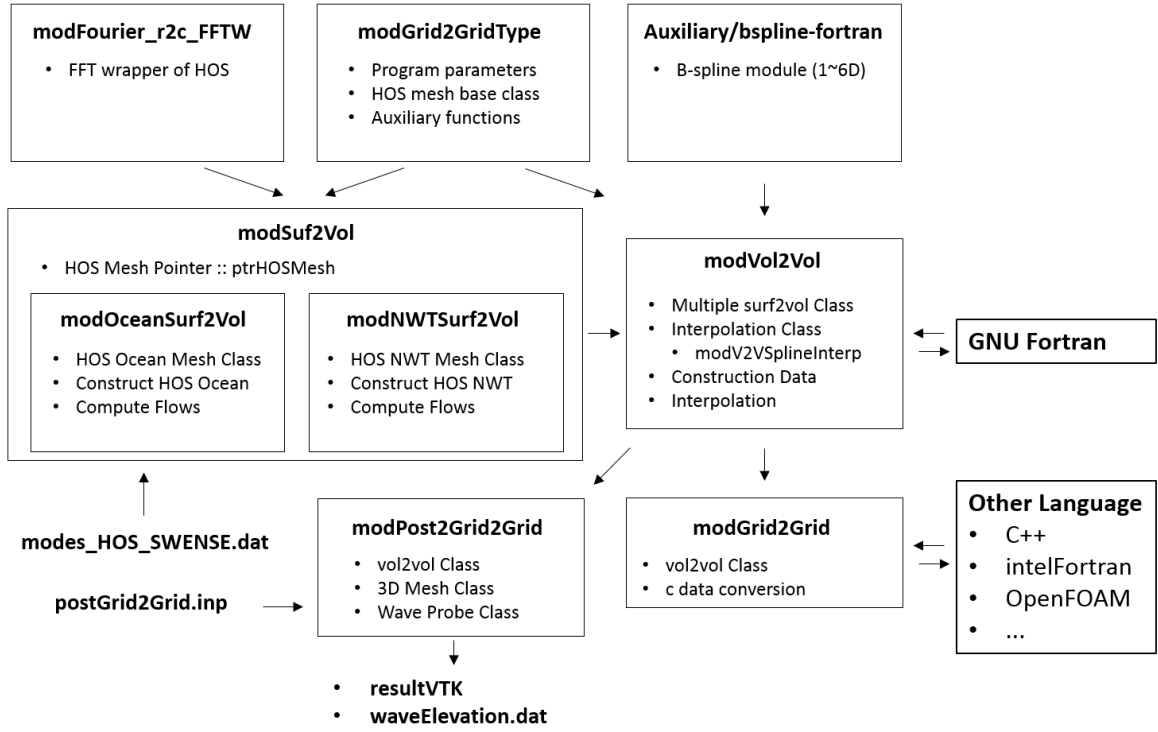 modFourier_r2c_FFTW
• FFT wrapper of HOS
modGrid2GridType
• Program parameters
• HOS mesh base class
• Auxiliary functions
Auxiliary/bspline-fortran
• B-spline module (1~6D)
modSuf2Vol
• HOS Mesh Pointer :: ptrHOSMesh
modOceanSurf2Vol
• HOS Ocean Mesh Class
• Construct HOS Ocean
• Compute Flows
modNWTSurf2Vol
• HOS NWT Mesh Class
• Construct HOS NWT
• Compute Flows
modVol2Vol
• Multiple surf2vol Class
• Interpolation Class
• modV2VSplineInterp
• Construction Data
• Interpolation
GNU Fortran
modes_HOS_SWENSE.dat
postGrid2Grid.inp
modPost2Grid2Grid
• vol2vol Class
• 3D Mesh Class
• Wave Probe Class
modGrid2Grid
• vol2vol Class
• c data conversion
Other Language
• C++
• intelFortran
• OpenFOAM
• ...
• resultVTK
• waveElevation.dat